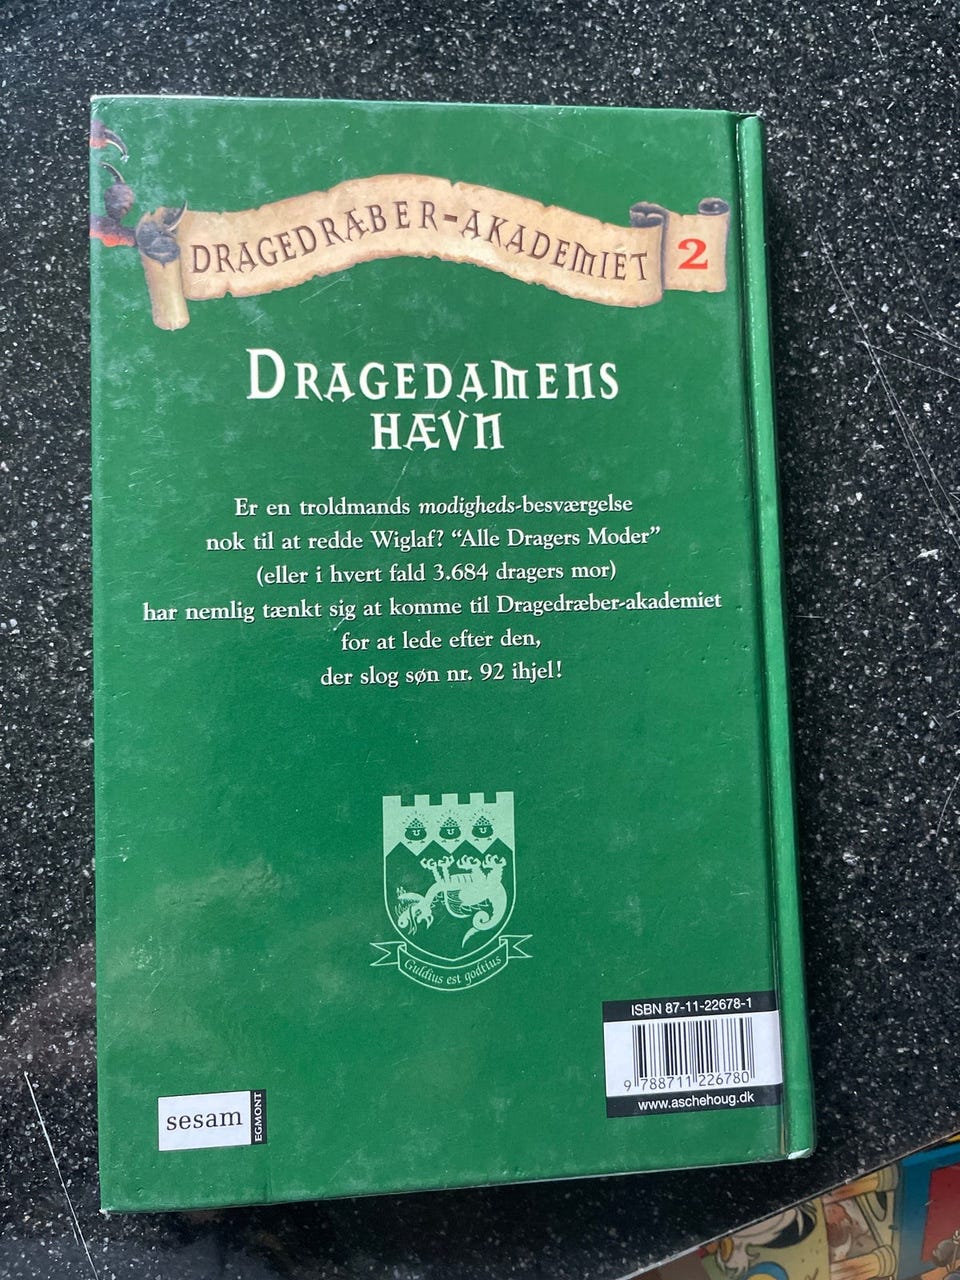 DRAGEDRÆBER-AKADEMIET 2
DRAGEDAMENS
HÆVN
Er en troldmands modigheds-besværgelse
nok til at redde Wiglaf? “Alle Dragers Moder”
(eller i hvert fald 3.684 dragers mor)
har nemlig tænkt sig at komme til Dragedræber-akademiet
for at lede efter den,
der slog søn nr. 92 ihjel!
Guldius est godtius
ISBN 87-11-22678-1
9 788711 226780
www.aschehoug.dk
sesam
EGMONT